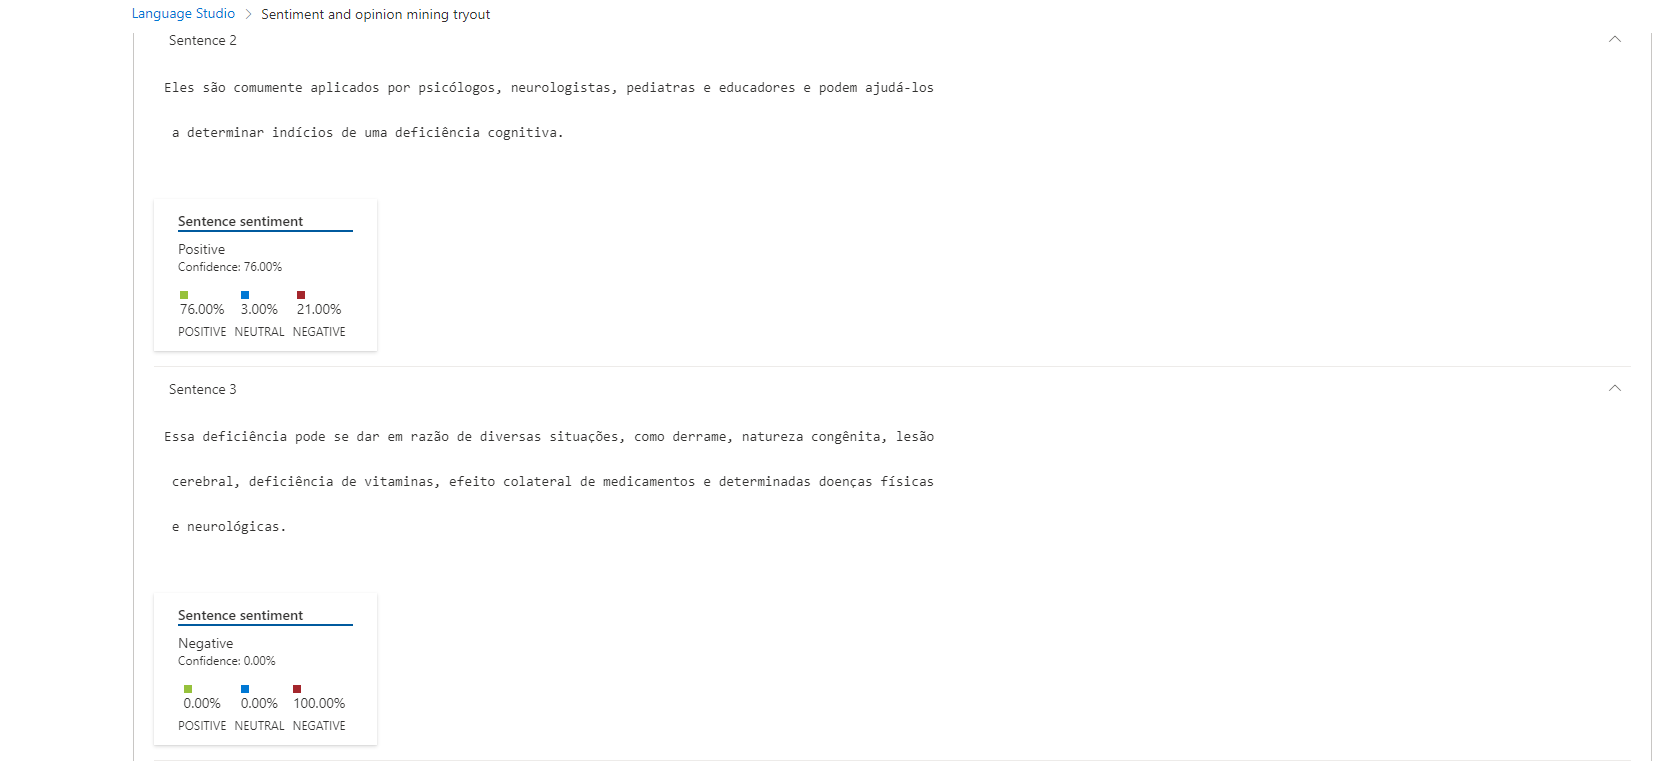 Language Studio > Sentiment and opinion mining tryout
Sentence 2
Eles são comumente aplicados por psicólogos, neurologistas, pediatras e educadores e podem ajudá-los
a determinar indícios de uma deficiência cognitiva.
Sentence sentiment
Positive
Confidence: 76.00%
76.00% 3.00% 21.00%
POSITIVE NEUTRAL NEGATIVE
Sentence 3
Essa deficiência pode se dar em razão de diversas situações, como derrame, natureza congênita, lesão
cerebral, deficiência de vitaminas, efeito colateral de medicamentos e determinadas doenças físicas
e neurológicas.
Sentence sentiment
Negative
Confidence: 0.00%
0.00% 0.00% 100.00%
POSITIVE NEUTRAL NEGATIVE